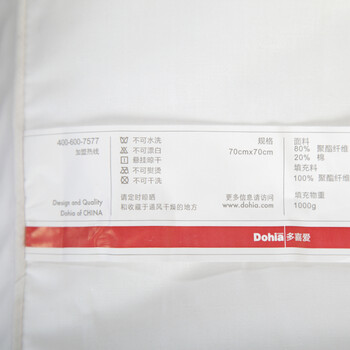 400-600-7577
加盟热线
Design and Quality
Dohia of CHINA
不可水洗
不可漂白
悬挂晾干
不可熨烫
不可干洗
请定时晾晒
和收藏于通风干燥的地方
规格
70cmx70cm
更多信息请访问
www.dohia.com
面料
80% 聚酯纤维
20% 棉
填充料
100% 聚酯纤维
填充物重
1000g
Dohia 多喜爱